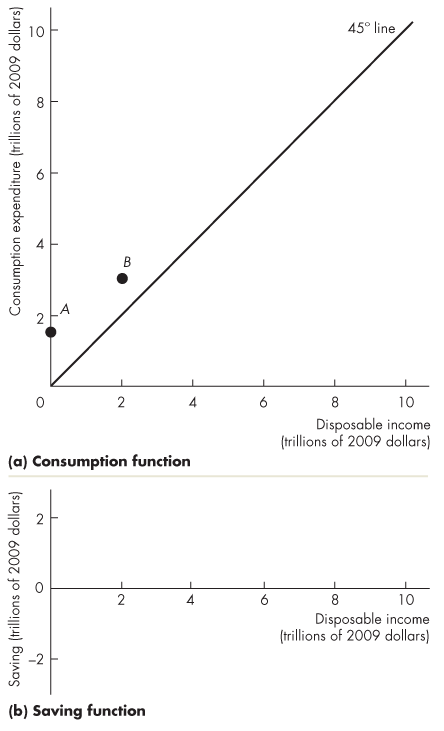 Consumption expenditure (trillions of 2009 dollars)
10
8
6
4
2
0
45° line
B
A
2 4 6 8 10
Disposable income
(trillions of 2009 dollars)
(a) Consumption function
Saving (trillions of 2009 dollars)
2
0
–2
2 4 6 8 10
Disposable income
(trillions of 2009 dollars)
(b) Saving function